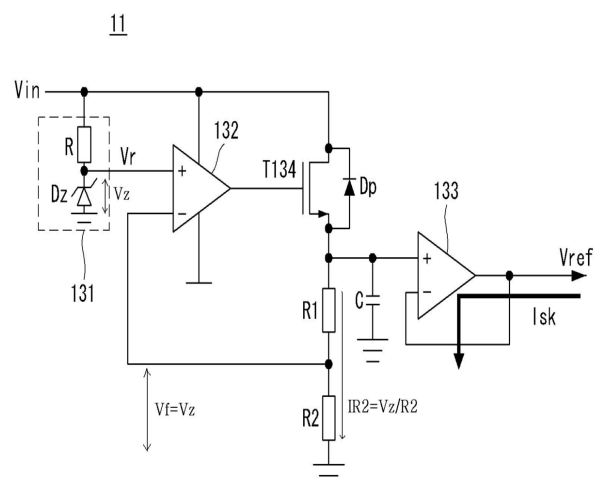 11
Vin
132
R
Vr
+
T134
Dp
133
Dz
Vz
−
+
Vref
131
−
R1
C
Isk
Vf=Vz
R2
IR2=Vz/R2